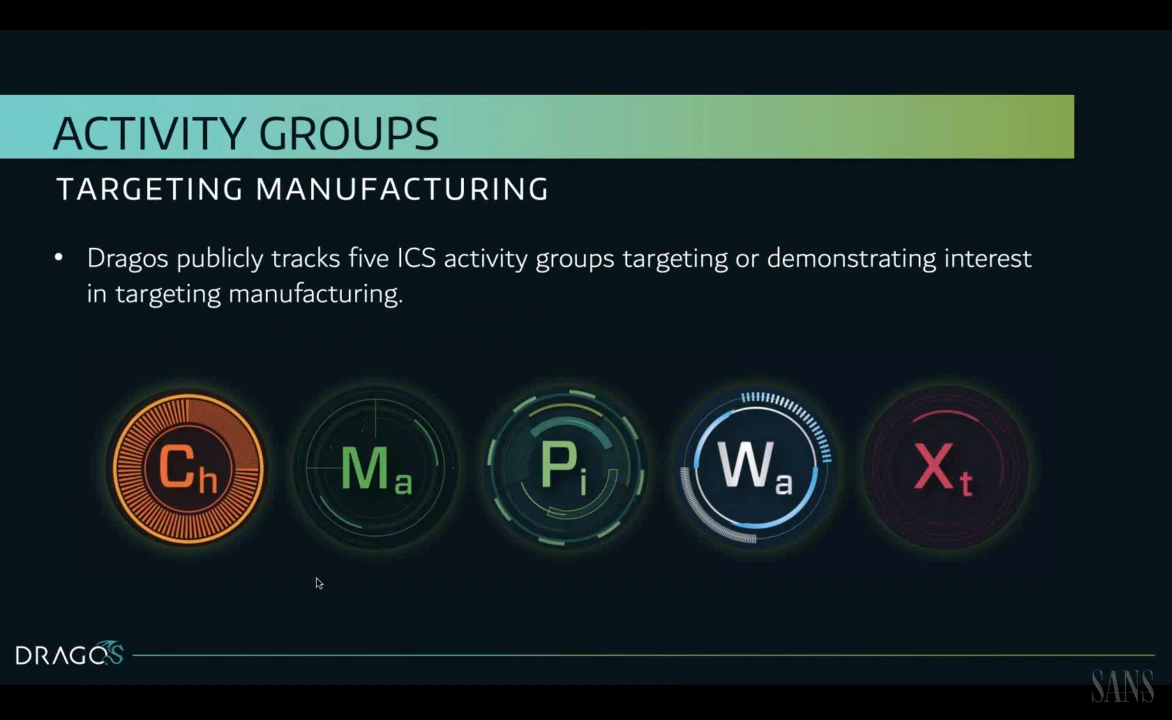 ACTIVITY GROUPS
TARGETING MANUFACTURING
• Dragos publicly tracks five ICS activity groups targeting or demonstrating interest
in targeting manufacturing.
Ch Ma Pi Wa Xt
DRAGOS
SANS